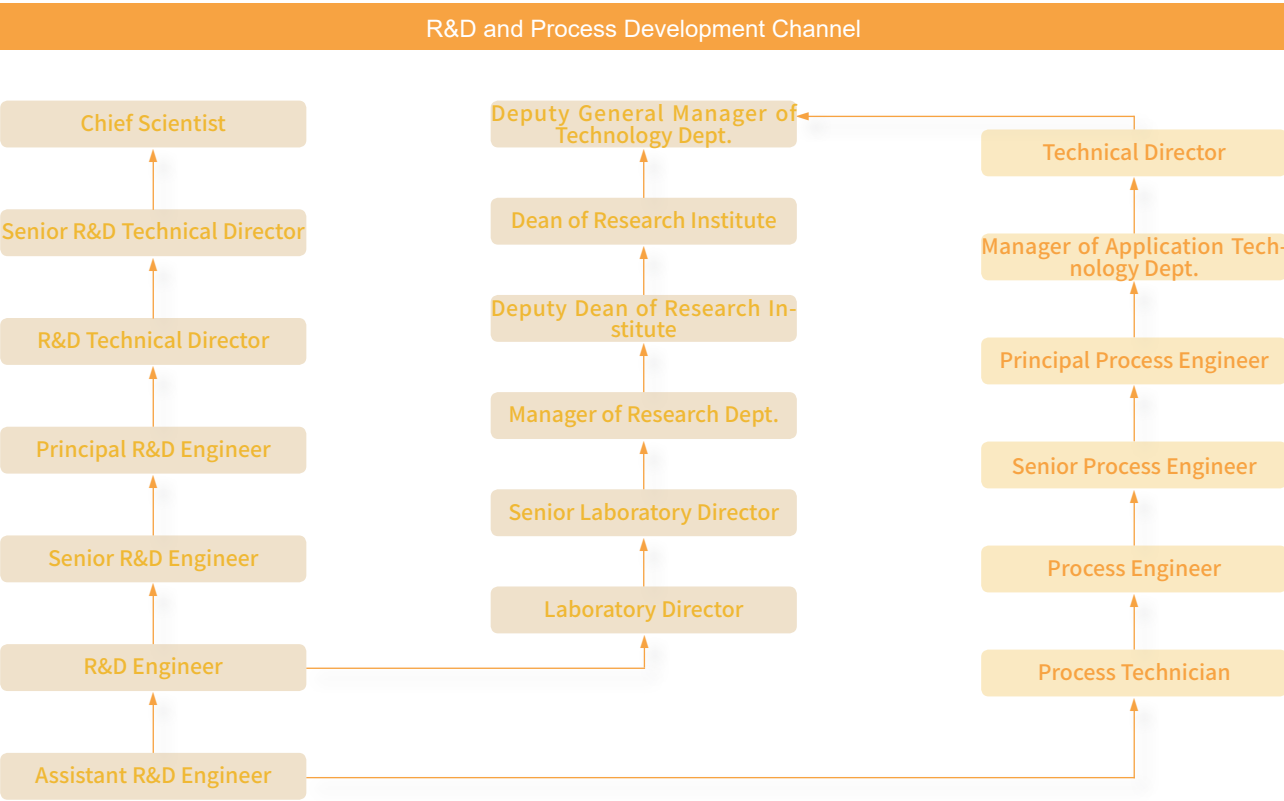 R&D and Process Development Channel
Chief Scientist
Senior R&D Technical Director
R&D Technical Director
Principal R&D Engineer
Senior R&D Engineer
R&D Engineer
Assistant R&D Engineer
Deputy General Manager of
Technology Dept.
Dean of Research Institute
Deputy Dean of Research In-
stitute
Manager of Research Dept.
Senior Laboratory Director
Laboratory Director
Technical Director
Manager of Application Tech-
nology Dept.
Principal Process Engineer
Senior Process Engineer
Process Engineer
Process Technician